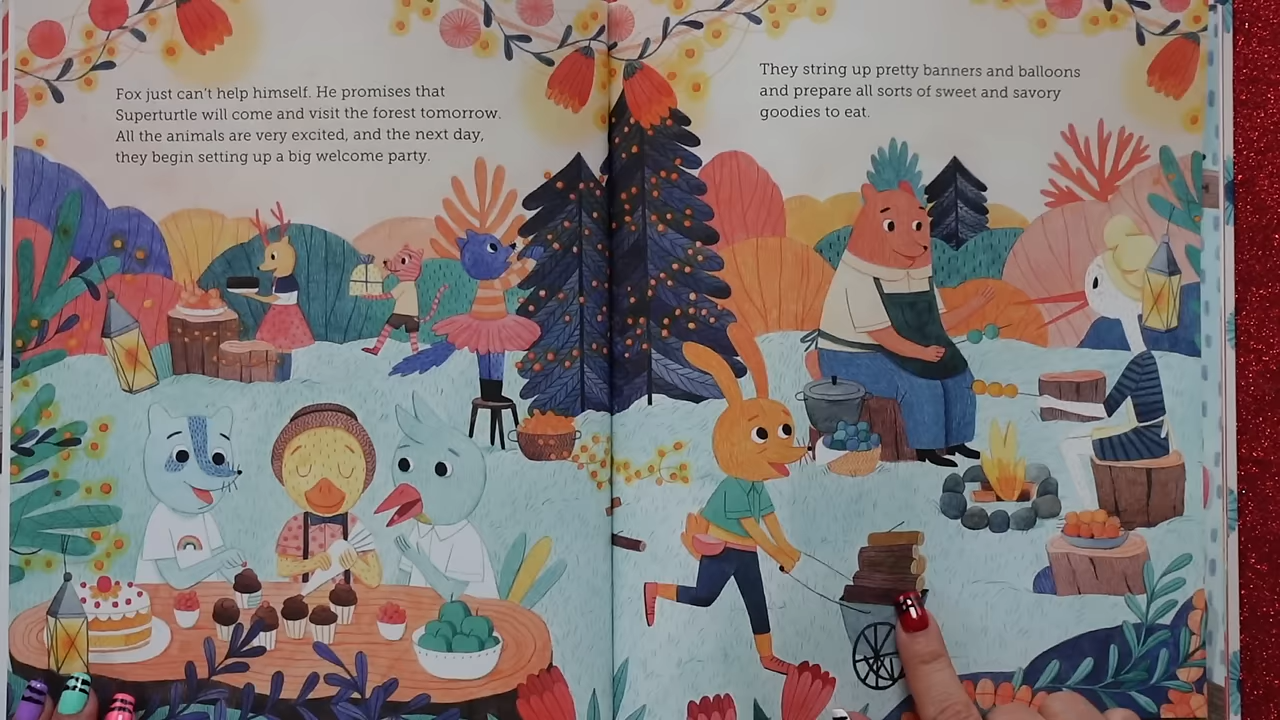 Fox just can't help himself. He promises that
Superturtle will come and visit the forest tomorrow.
All the animals are very excited, and the next day,
they begin setting up a big welcome party.
They string up pretty banners and balloons
and prepare all sorts of sweet and savory
goodies to eat.